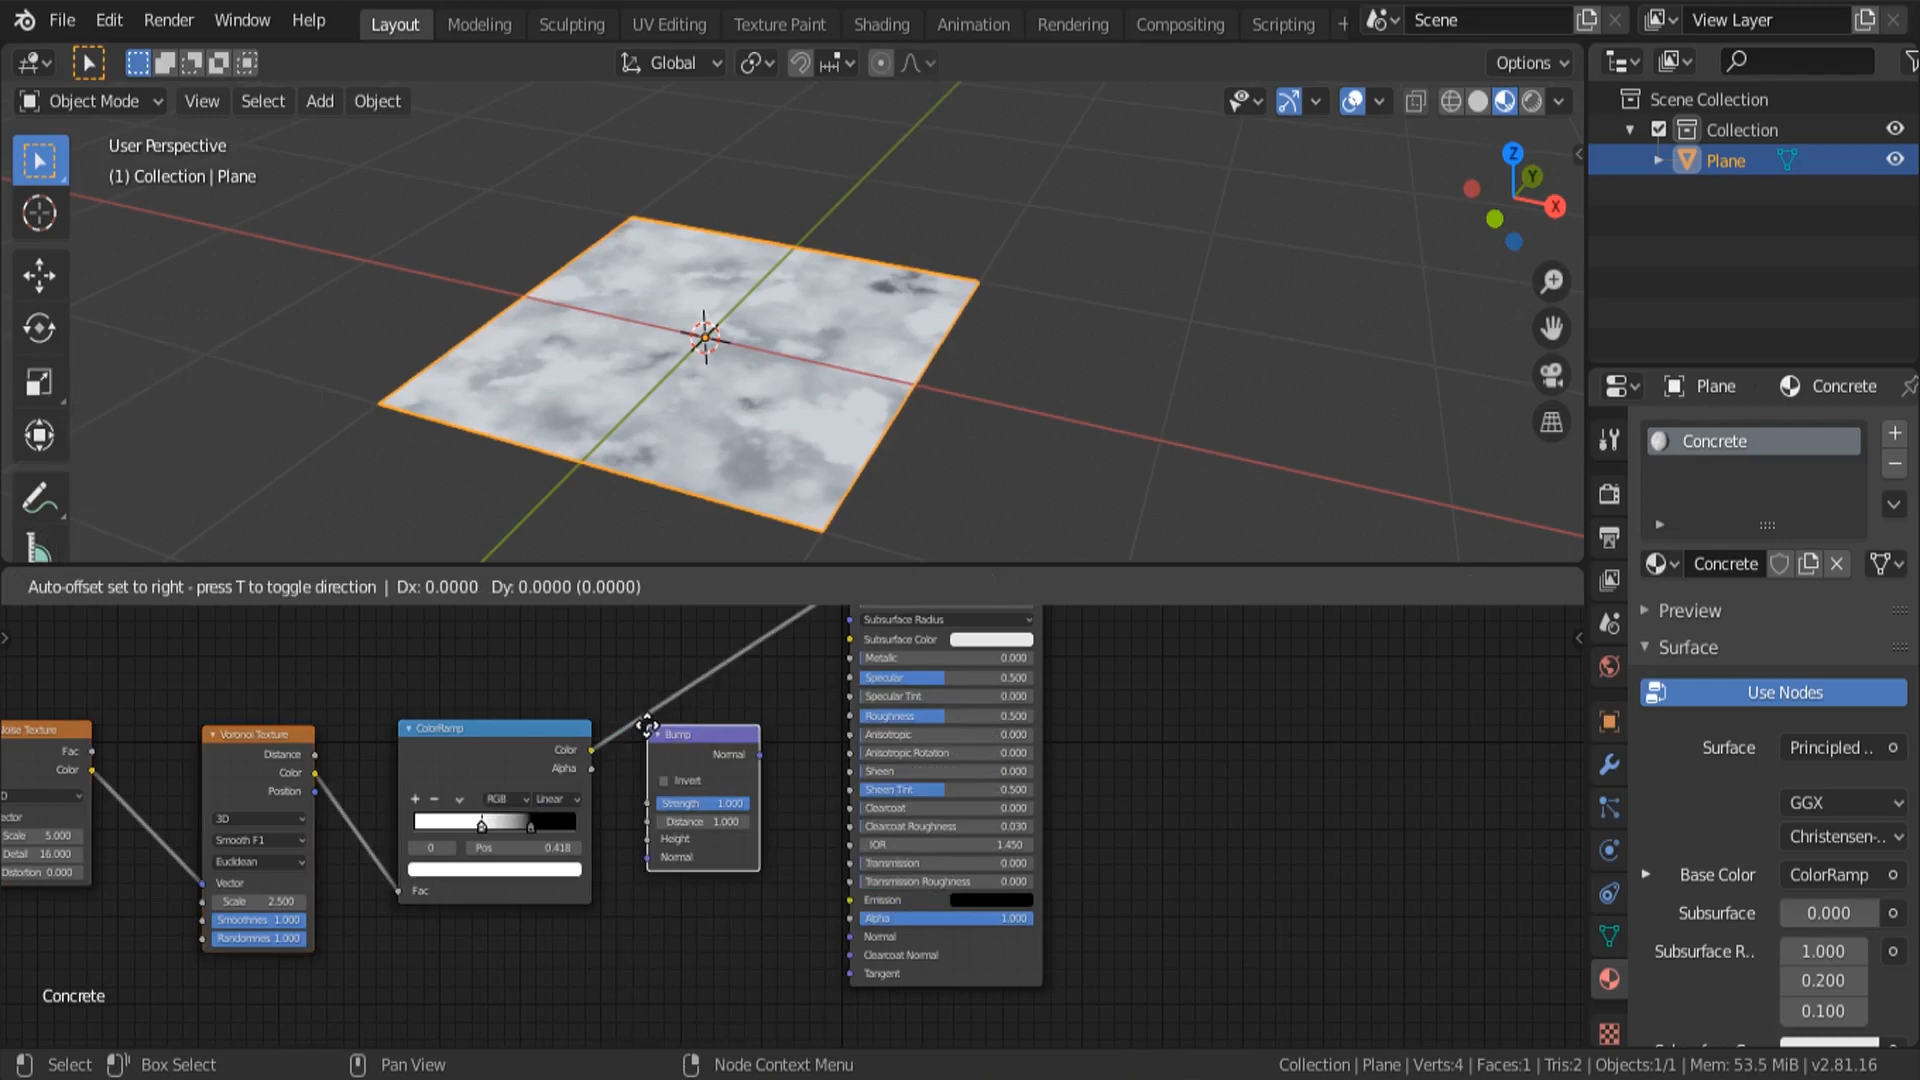 File Edit Render Window Help Layout Modeling Sculpting UV Editing Texture Paint Shading Animation Rendering Compositing Scripting + Scene View Layer
Global Options
Object Mode View Select Add Object
Scene Collection
Collection
Plane
User Perspective
(1) Collection | Plane
Z
Y
X
Plane Concrete
Concrete
Concrete
Preview
Surface
Use Nodes
Surface Principled ..
GGX
Christensen-..
Base Color ColorRamp
Subsurface 0.000
Subsurface R.. 1.000
0.200
0.100
Auto-offset set to right - press T to toggle direction | Dx: 0.0000 Dy: 0.0000 (0.0000)
Noise Texture
Fac
Color
Scale 5.000
Detail 16.000
Distortion 0.000
Voronoi Texture
Distance
Color
Position
3D
Smooth F1
Euclidean
Vector
Scale 2.500
Smoothnes 1.000
Randomnes 1.000
ColorRamp
Color
Alpha
+ − RGB Linear
0 Pos 0.418
Fac
Bump
Normal
Invert
Strength 1.000
Distance 1.000
Height
Normal
Subsurface Radius
Subsurface Color
Metallic 0.000
Specular 0.500
Specular Tint 0.000
Roughness 0.500
Anisotropic 0.000
Anisotropic Rotation 0.000
Sheen 0.000
Sheen Tint 0.500
Clearcoat 0.000
Clearcoat Roughness 0.030
IOR 1.450
Transmission 0.000
Transmission Roughness 0.000
Emission
Alpha 1.000
Normal
Clearcoat Normal
Tangent
Concrete
Select Box Select Pan View Node Context Menu Collection | Plane | Verts:4 | Faces:1 | Tris:2 | Objects:1/1 | Mem: 53.5 MiB | v2.81.16